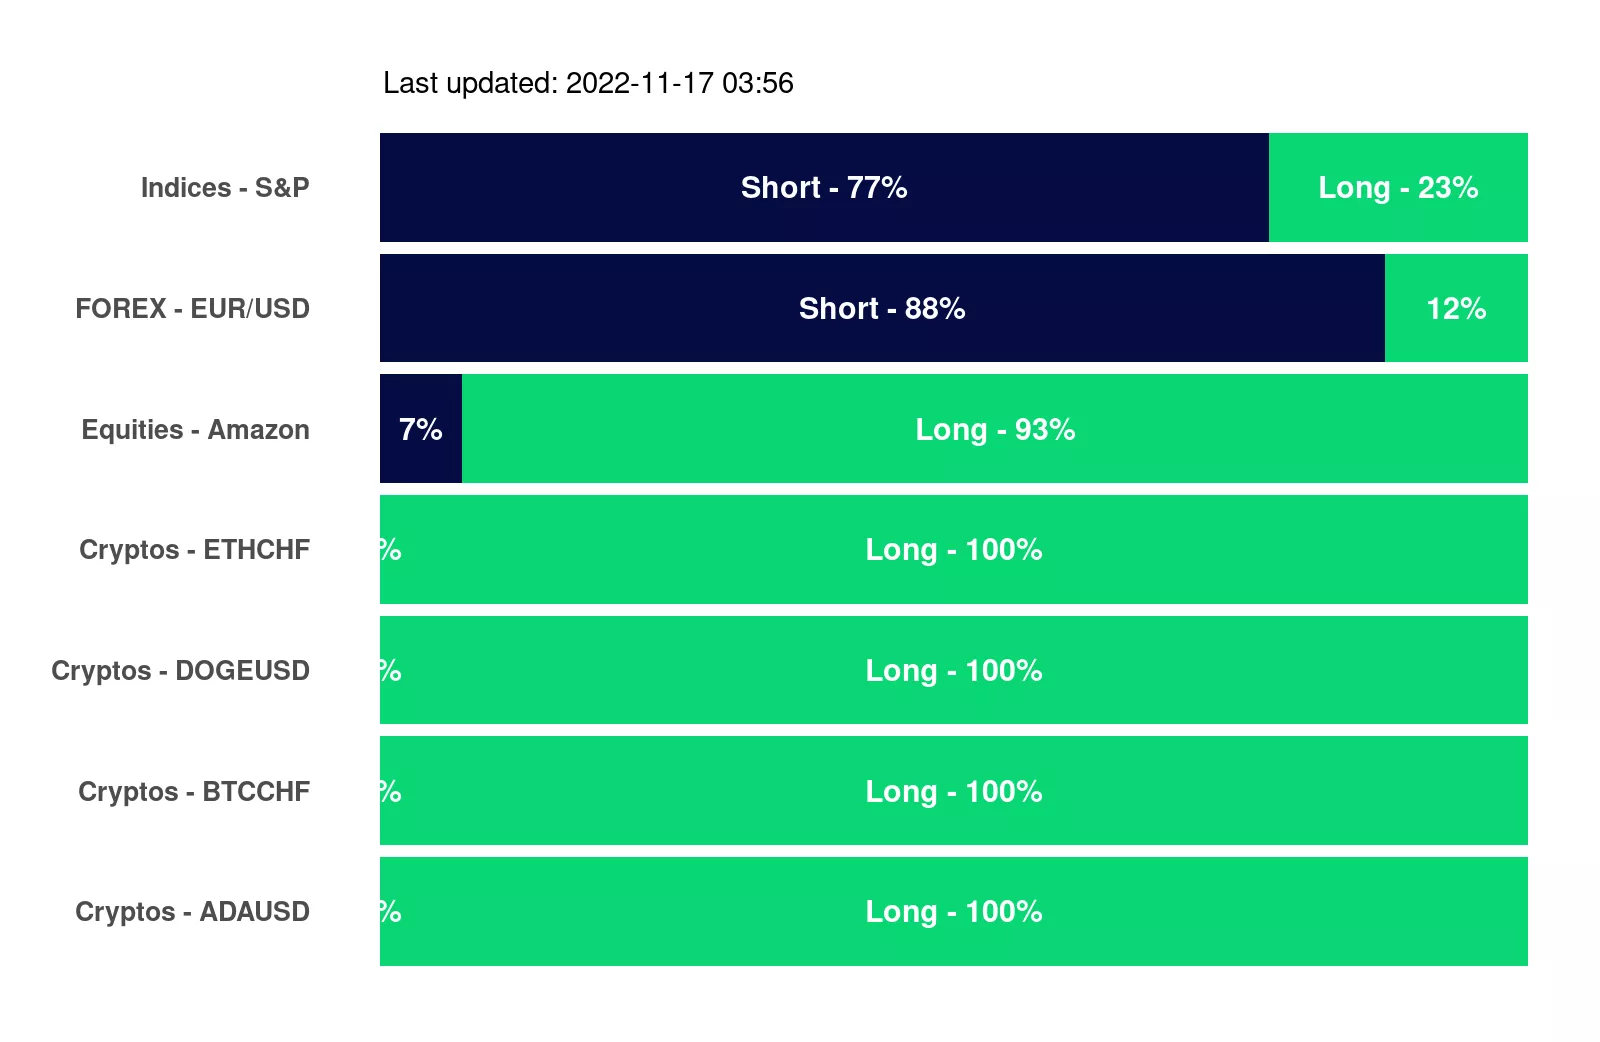 Last updated: 2022-11-17 03:56
Indices - S&P Short - 77% Long - 23%
FOREX - EUR/USD Short - 88% 12%
Equities - Amazon 7% Long - 93%
Cryptos - ETHCHF % Long - 100%
Cryptos - DOGEUSD % Long - 100%
Cryptos - BTCCHF % Long - 100%
Cryptos - ADAUSD % Long - 100%